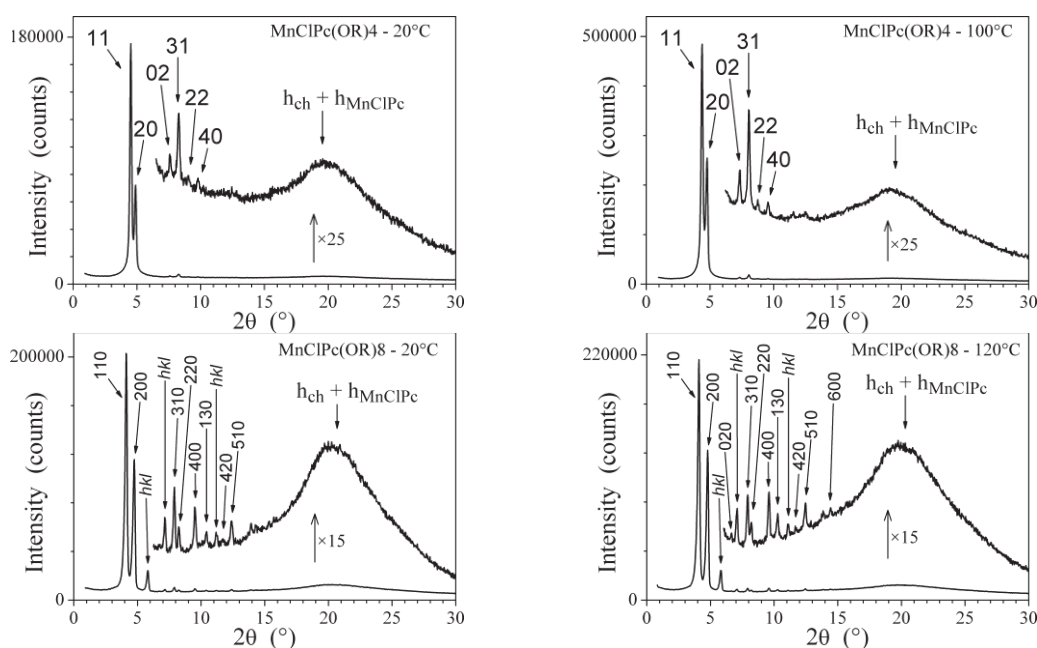 MnClPc(OR)4 - 20°C
180000
Intensity (counts)
0
11
20
02
31
22
40
h_ch + h_MnClPc
×25
0 5 10 15 20 25 30
2θ (°)
MnClPc(OR)4 - 100°C
500000
Intensity (counts)
0
11
20
02
31
22
40
h_ch + h_MnClPc
×25
0 5 10 15 20 25 30
2θ (°)
MnClPc(OR)8 - 20°C
200000
Intensity (counts)
0
110
200
hkl
hkl
310
220
400
130
hkl
420
510
h_ch + h_MnClPc
×15
0 5 10 15 20 25 30
2θ (°)
MnClPc(OR)8 - 120°C
220000
Intensity (counts)
0
110
200
hkl
020
hkl
310
220
400
130
hkl
420
510
600
h_ch + h_MnClPc
×15
0 5 10 15 20 25 30
2θ (°)